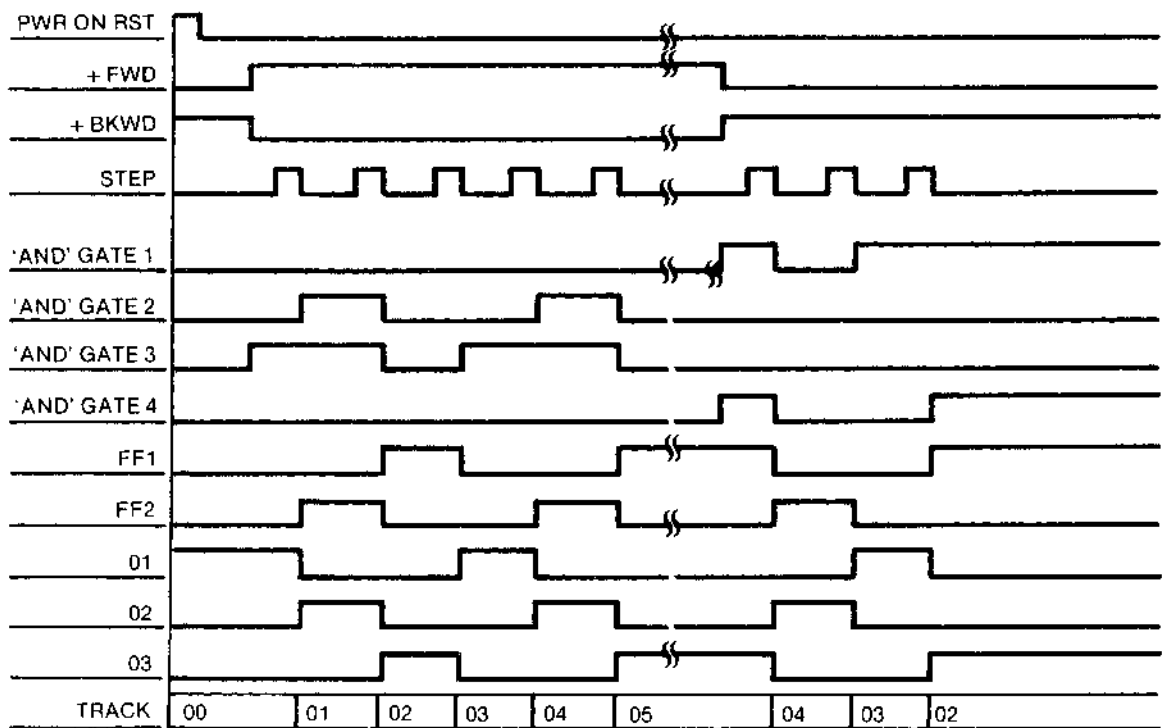 PWR ON RST
+ FWD
+ BKWD
STEP
'AND' GATE 1
'AND' GATE 2
'AND' GATE 3
'AND' GATE 4
FF1
FF2
01
02
03
TRACK 00 01 02 03 04 05 04 03 02